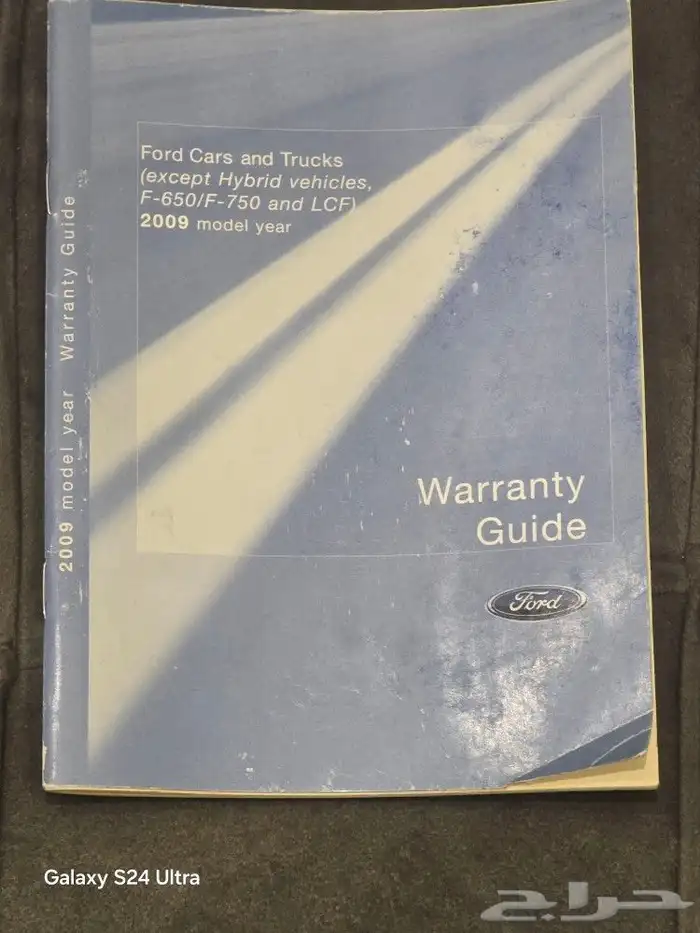 Ford Cars and Trucks
(except Hybrid vehicles,
F-650/F-750 and LCF)
2009 model year
2009 model year Warranty Guide
Warranty
Guide
Ford
Galaxy S24 Ultra
حراج